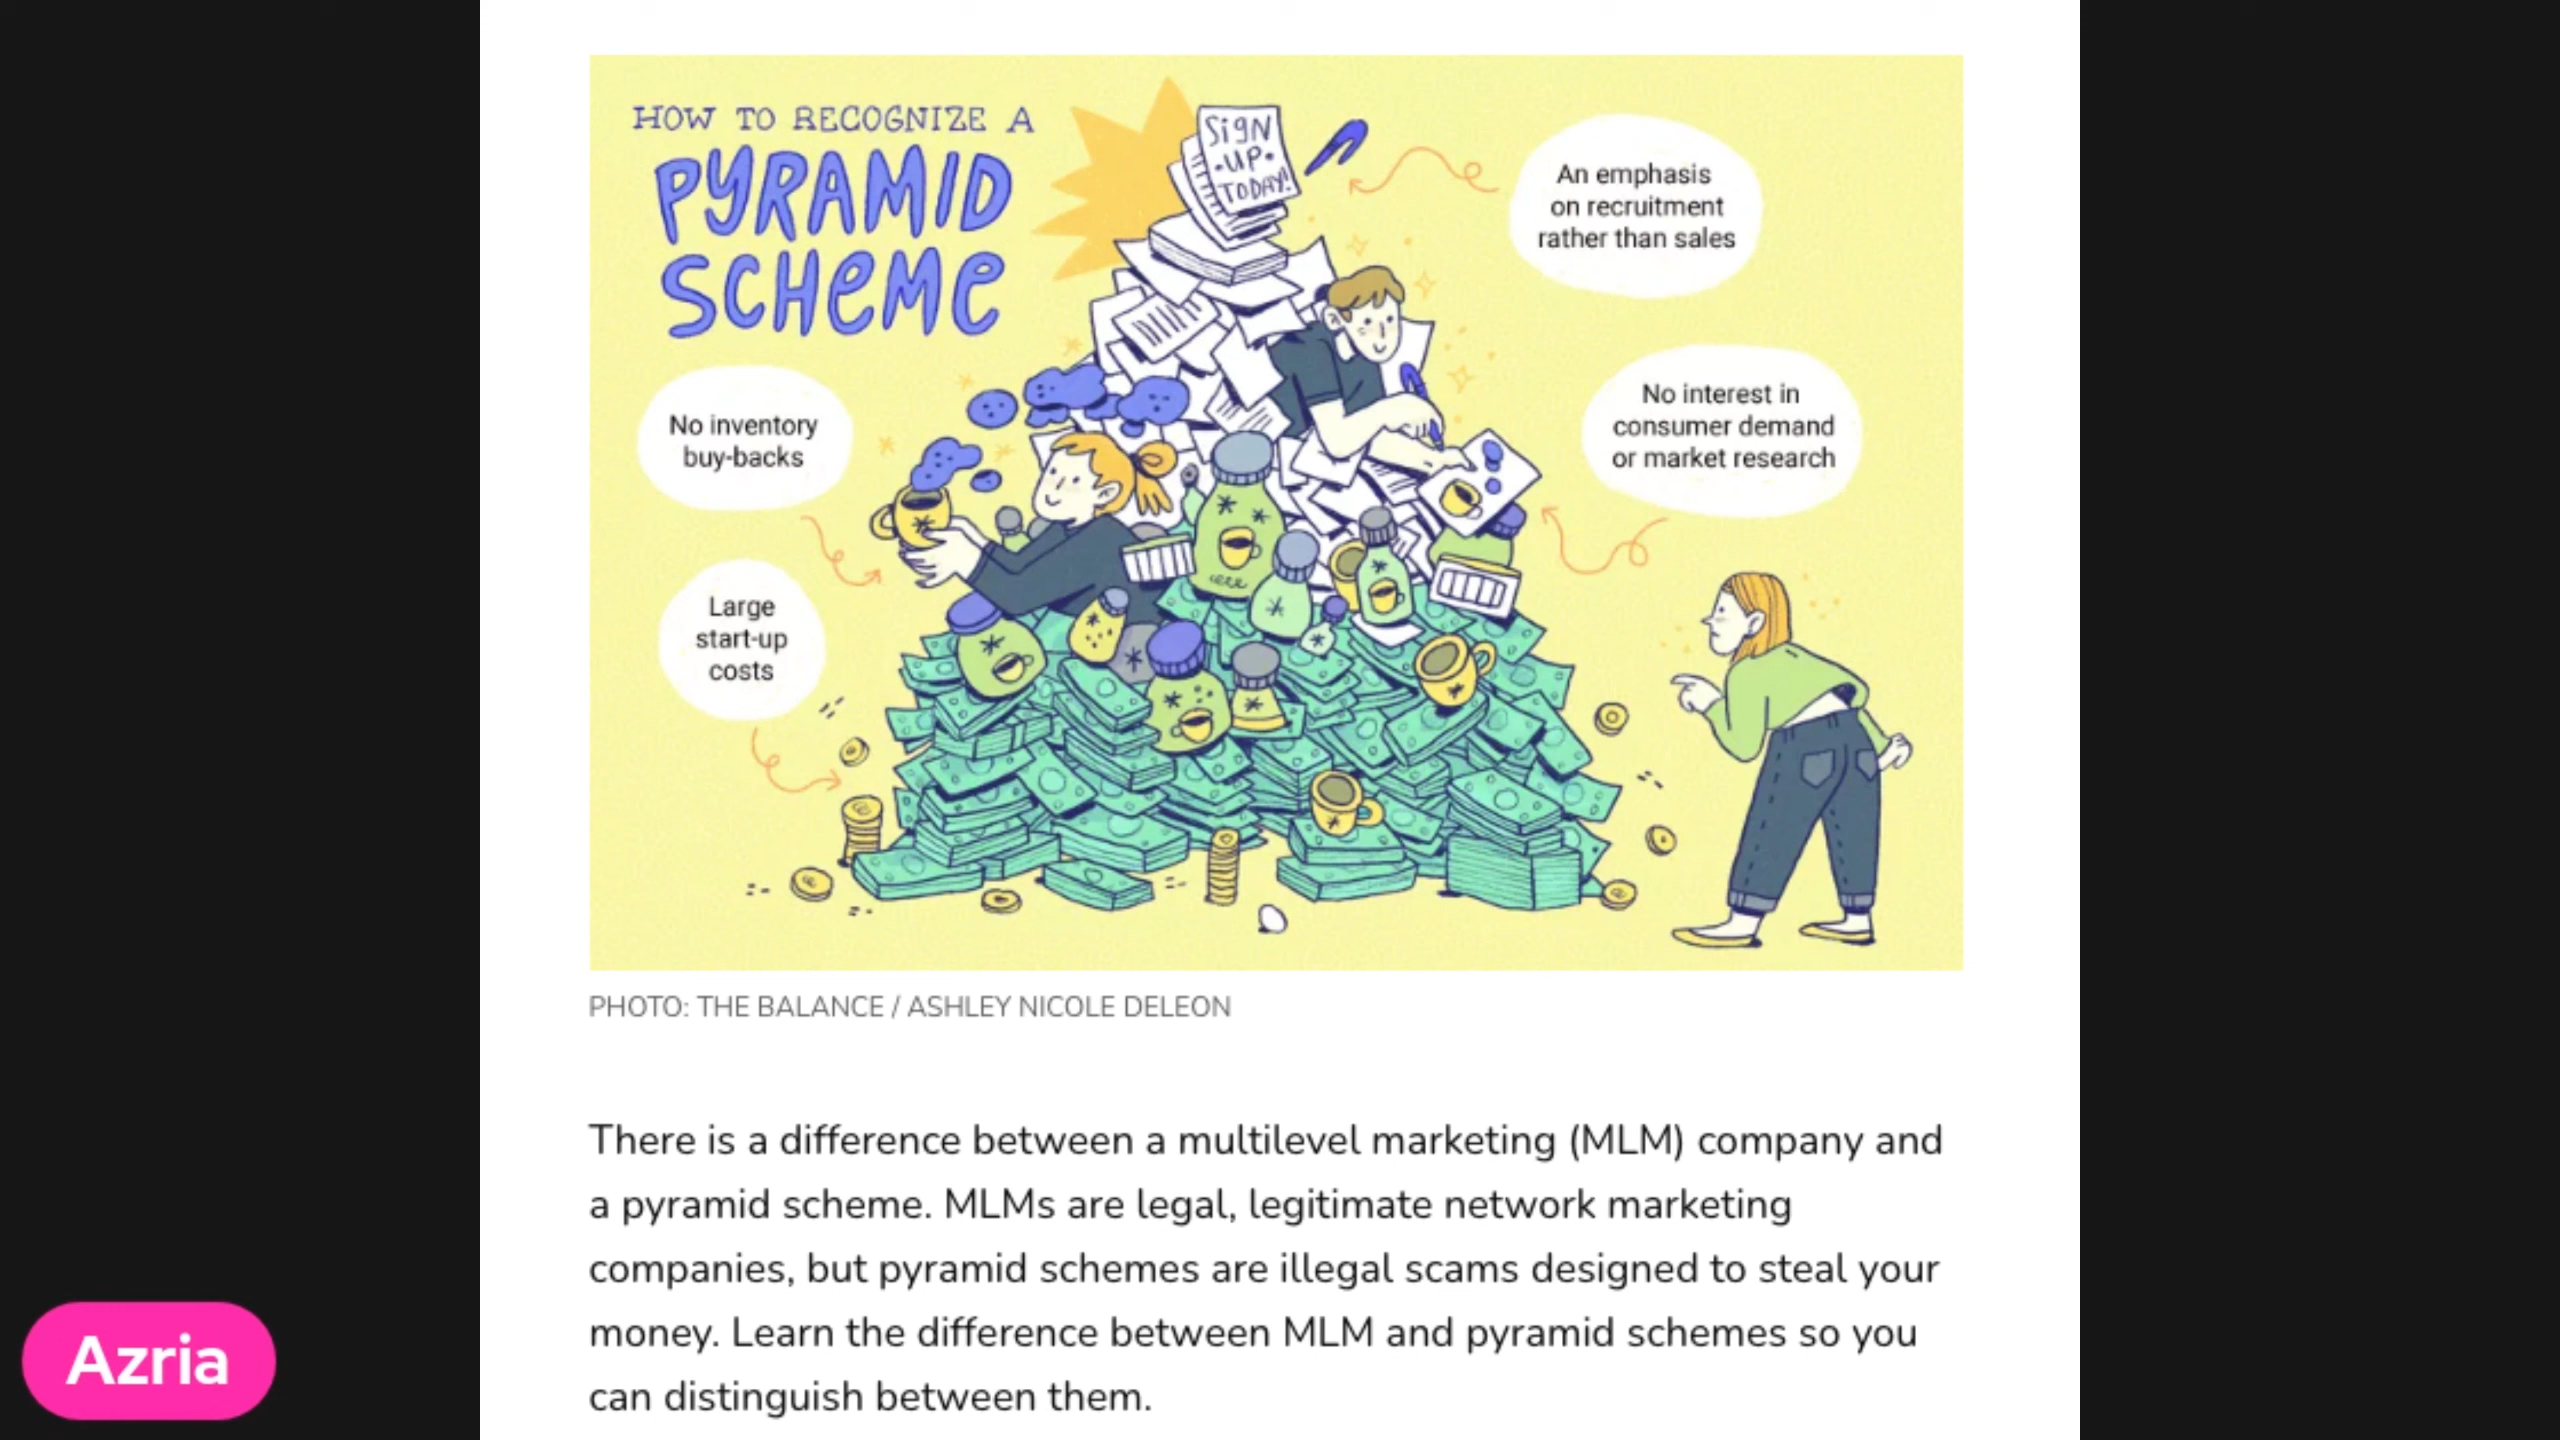 HOW TO RECOGNIZE A
PYRAMID
SCHEME
SIGN
UP
TODAY!
An emphasis
on recruitment
rather than sales
No inventory
buy-backs
No interest in
consumer demand
or market research
Large
start-up
costs
PHOTO: THE BALANCE / ASHLEY NICOLE DELEON
There is a difference between a multilevel marketing (MLM) company and
a pyramid scheme. MLMs are legal, legitimate network marketing
companies, but pyramid schemes are illegal scams designed to steal your
money. Learn the difference between MLM and pyramid schemes so you
can distinguish between them.
Azria